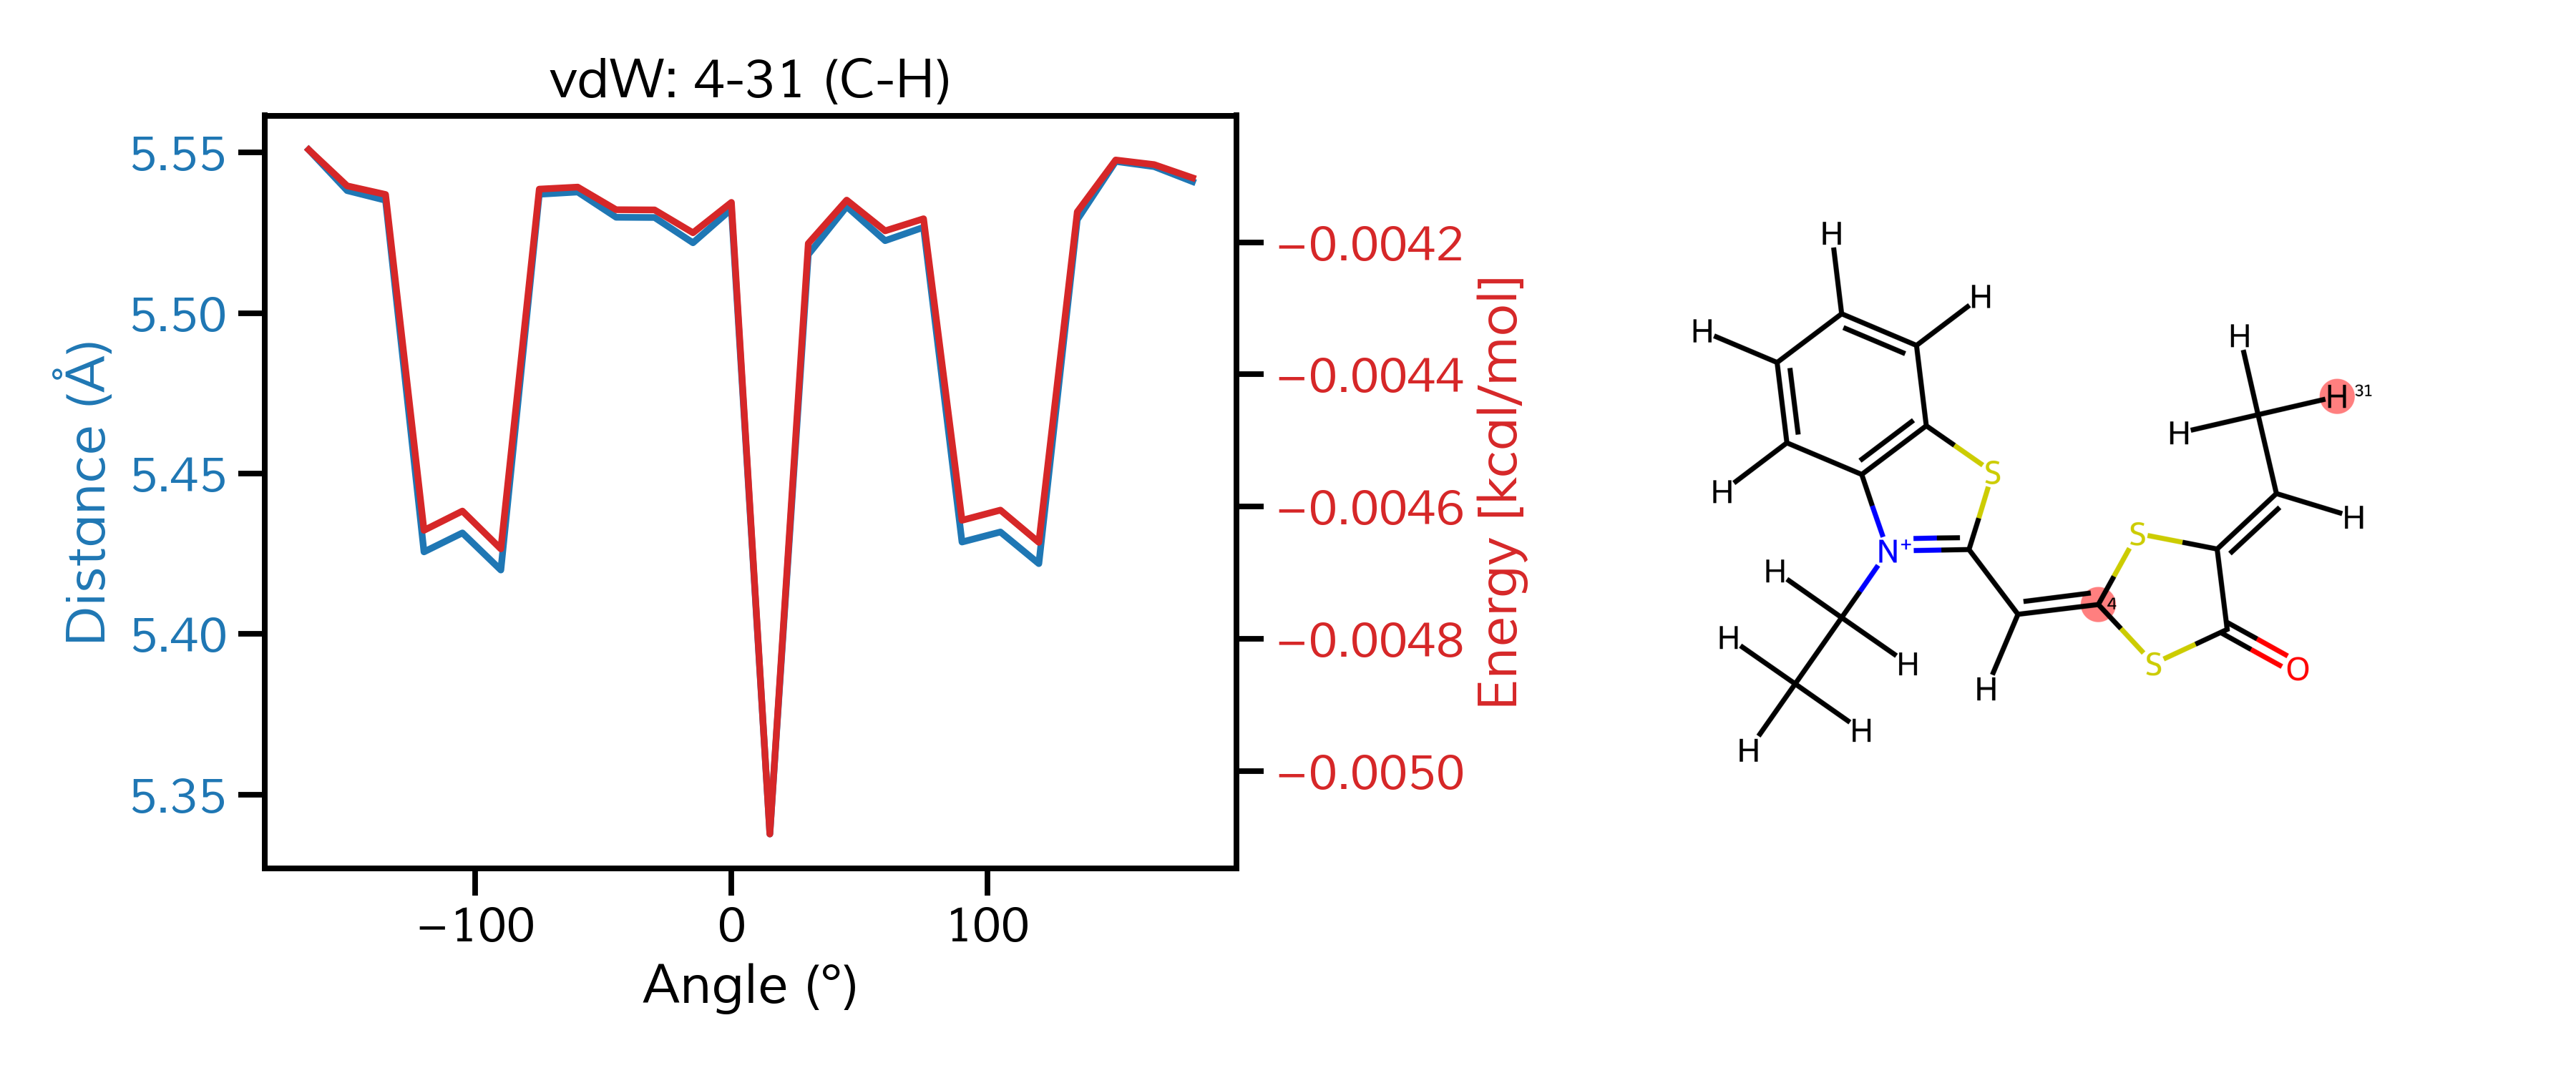 vdW: 4-31 (C-H)
5.55
5.50
5.45
5.40
5.35
Distance (Å)
−0.0042
−0.0044
−0.0046
−0.0048
−0.0050
Energy [kcal/mol]
−100
0
100
Angle (°)
H
H
H
H
H
H 31
H
S
H
H
S
N+
H
4
H
H
S
O
H
H
H